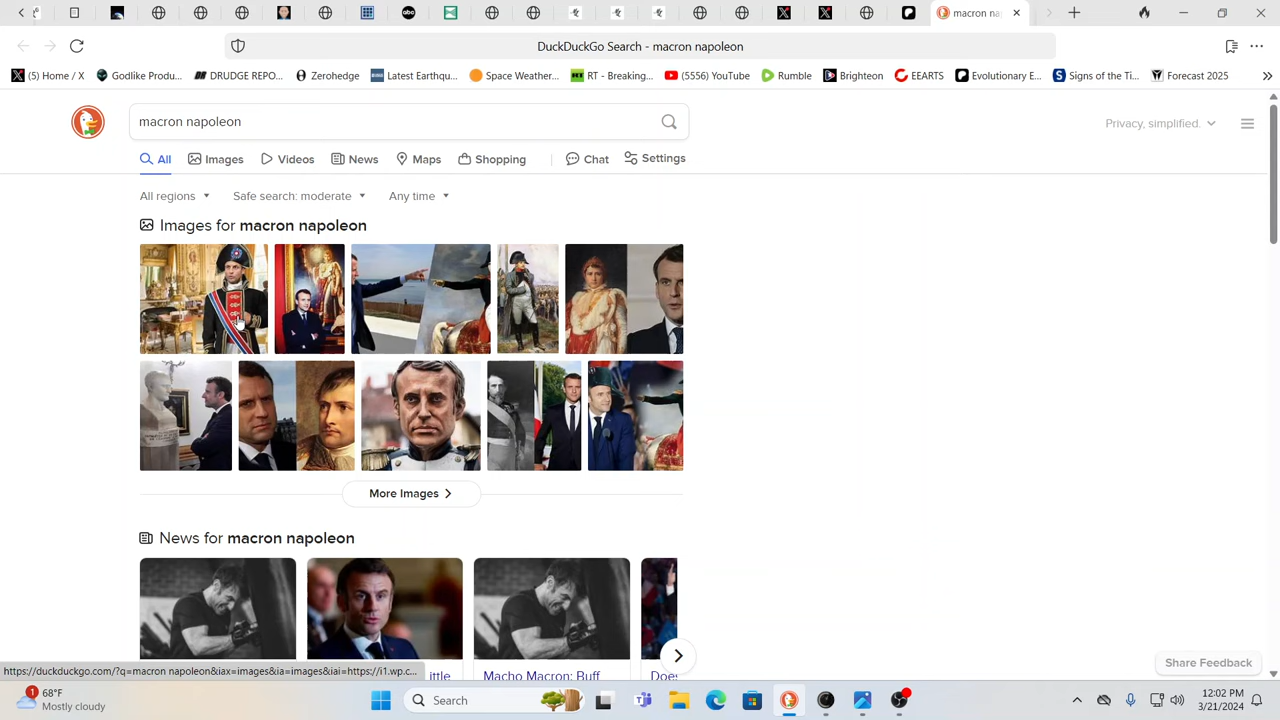 macron na
DuckDuckGo Search - macron napoleon
(5) Home / X
Godlike Produ...
DRUDGE REPO...
Zerohedge
Latest Earthqu...
Space Weather...
RT - Breaking...
(5556) YouTube
Rumble
Brighteon
EEARTS
Evolutionary E...
Signs of the Ti...
Forecast 2025
macron napoleon
Privacy, simplified.
All
Images
Videos
News
Maps
Shopping
Chat
Settings
All regions
Safe search: moderate
Any time
Images for macron napoleon
More Images
News for macron napoleon
ittle
Macho Macron: Buff
Does
https://duckduckgo.com/?q=macron napoleon&iax=images&ia=images&iai=https://i1.wp.c...
Share Feedback
1
68°F
Mostly cloudy
Search
12:02 PM
3/21/2024